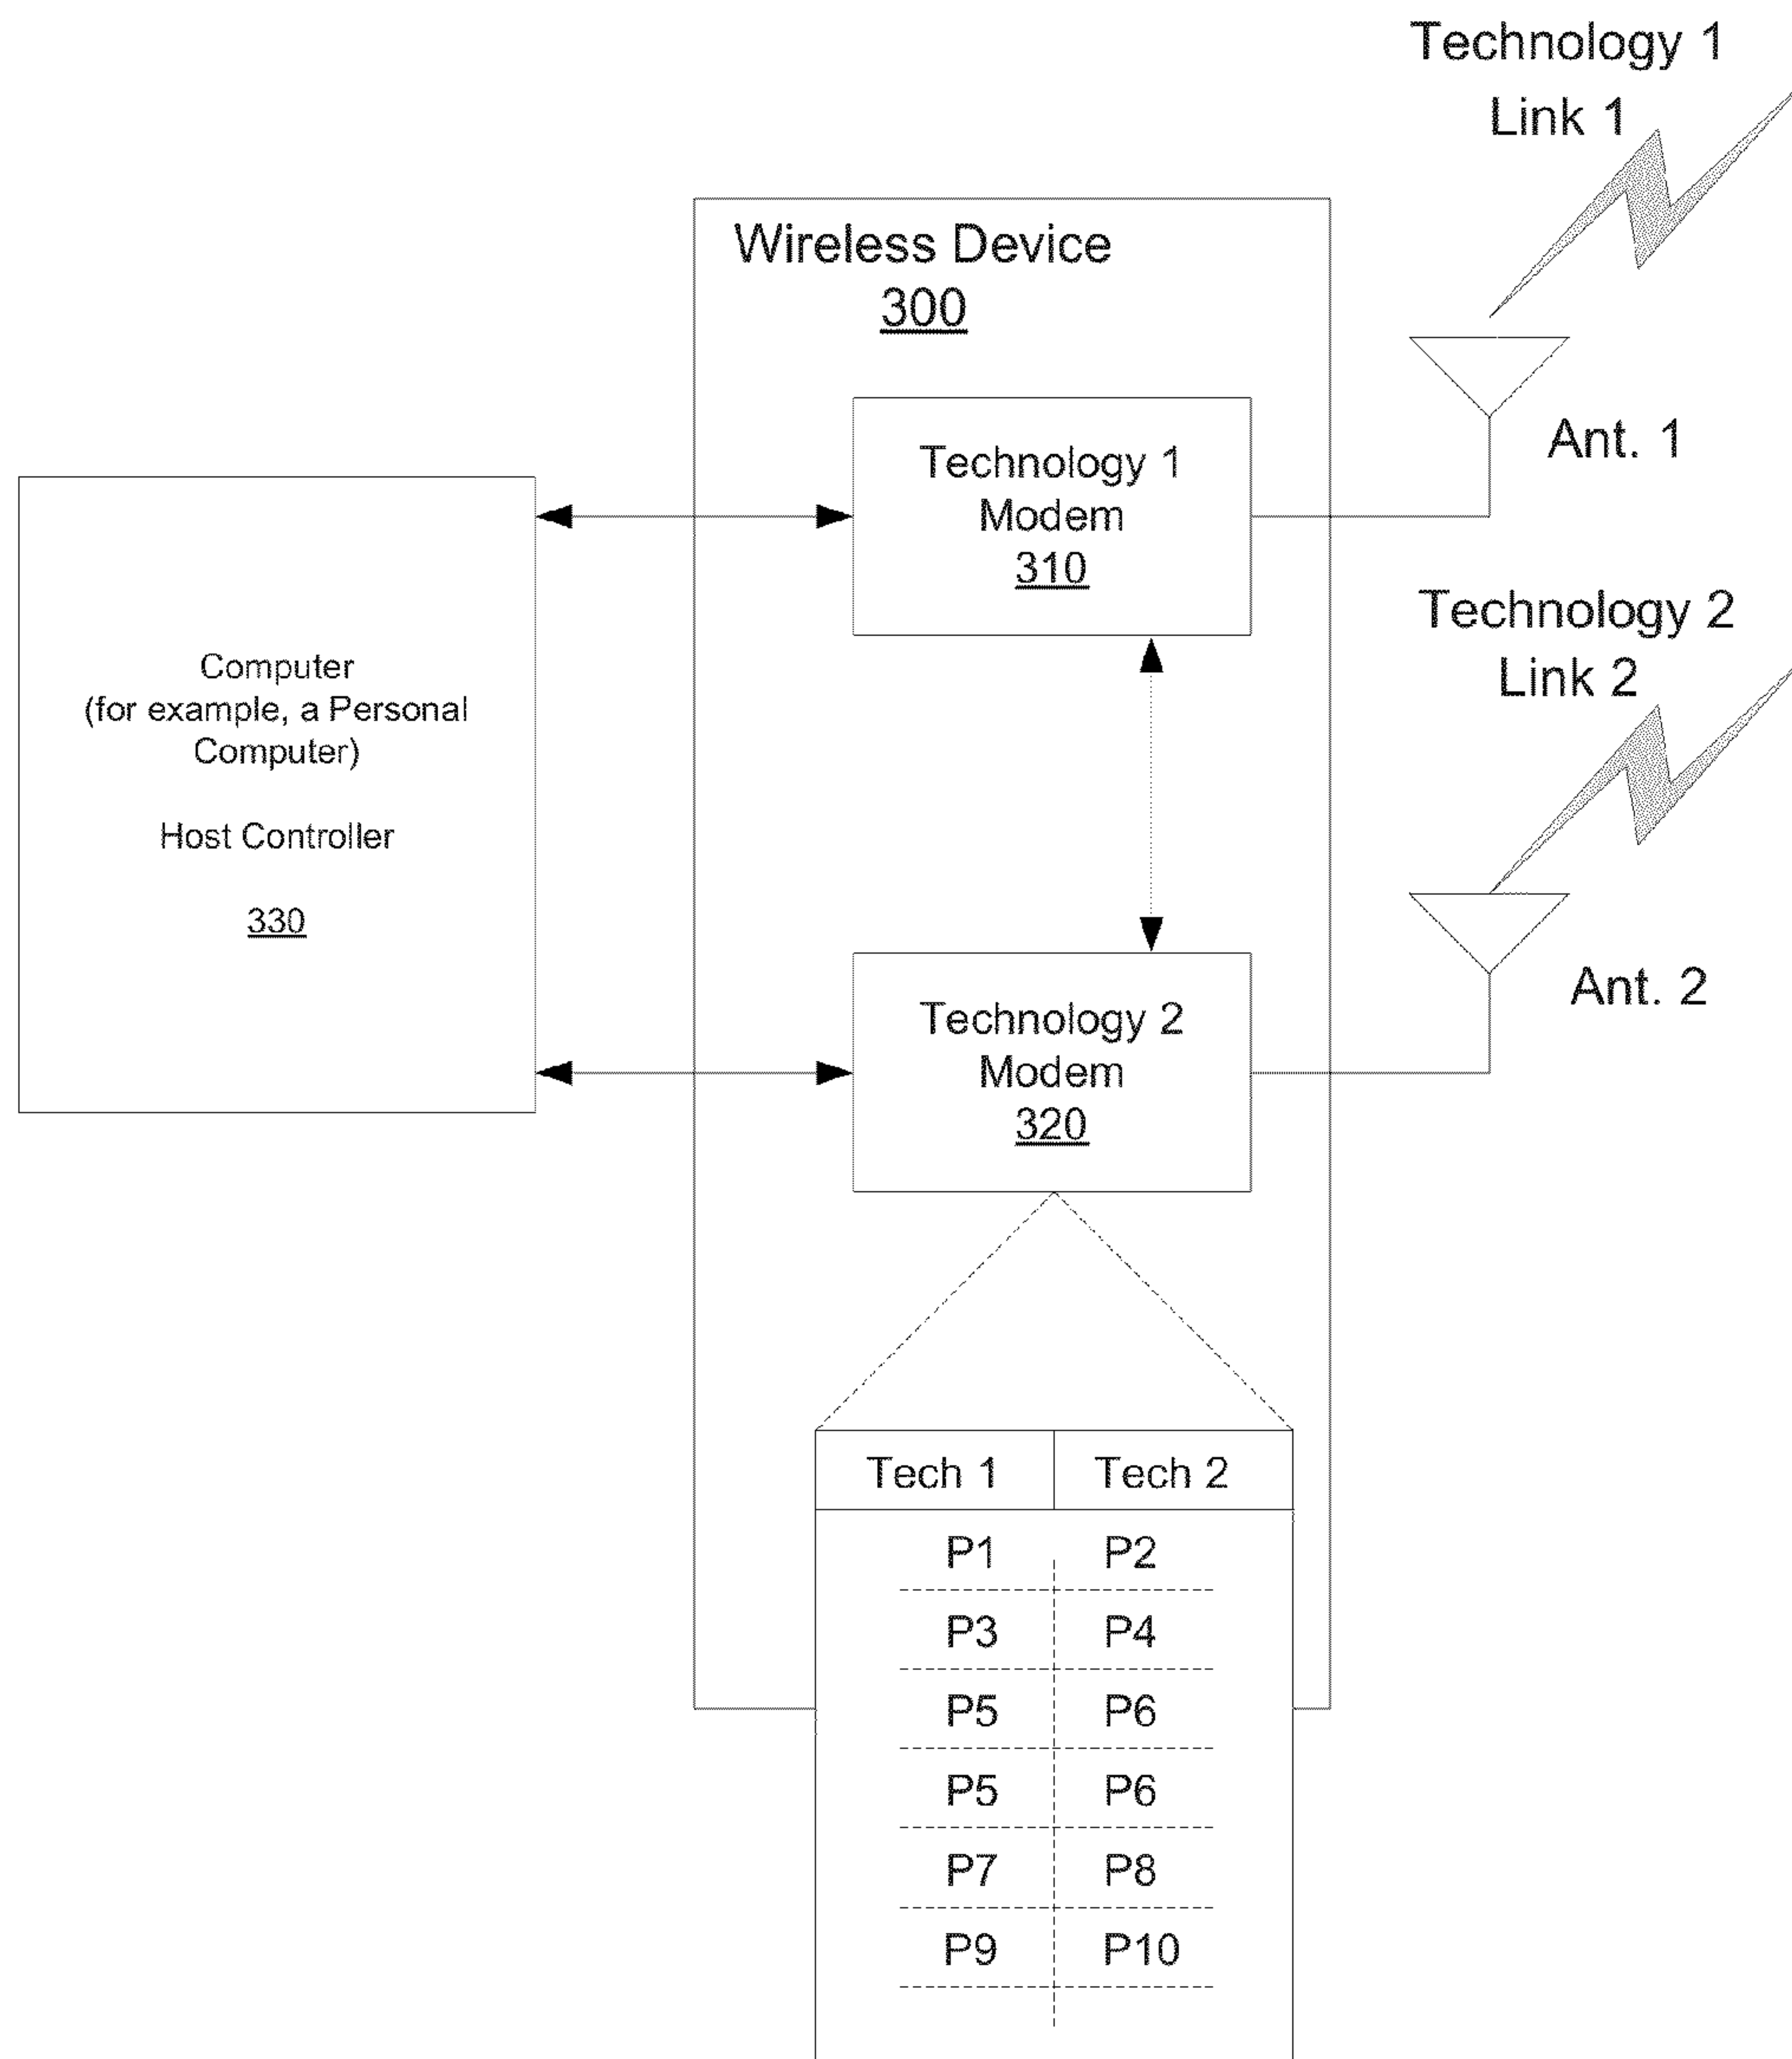 Technology 1
Link 1
Wireless Device
300
Technology 1
Modem
310
Ant. 1
Computer
(for example, a Personal
Computer)
Host Controller
330
Technology 2
Link 2
Technology 2
Modem
320
Ant. 2
Tech 1 Tech 2
P1 P2
P3 P4
P5 P6
P5 P6
P7 P8
P9 P10